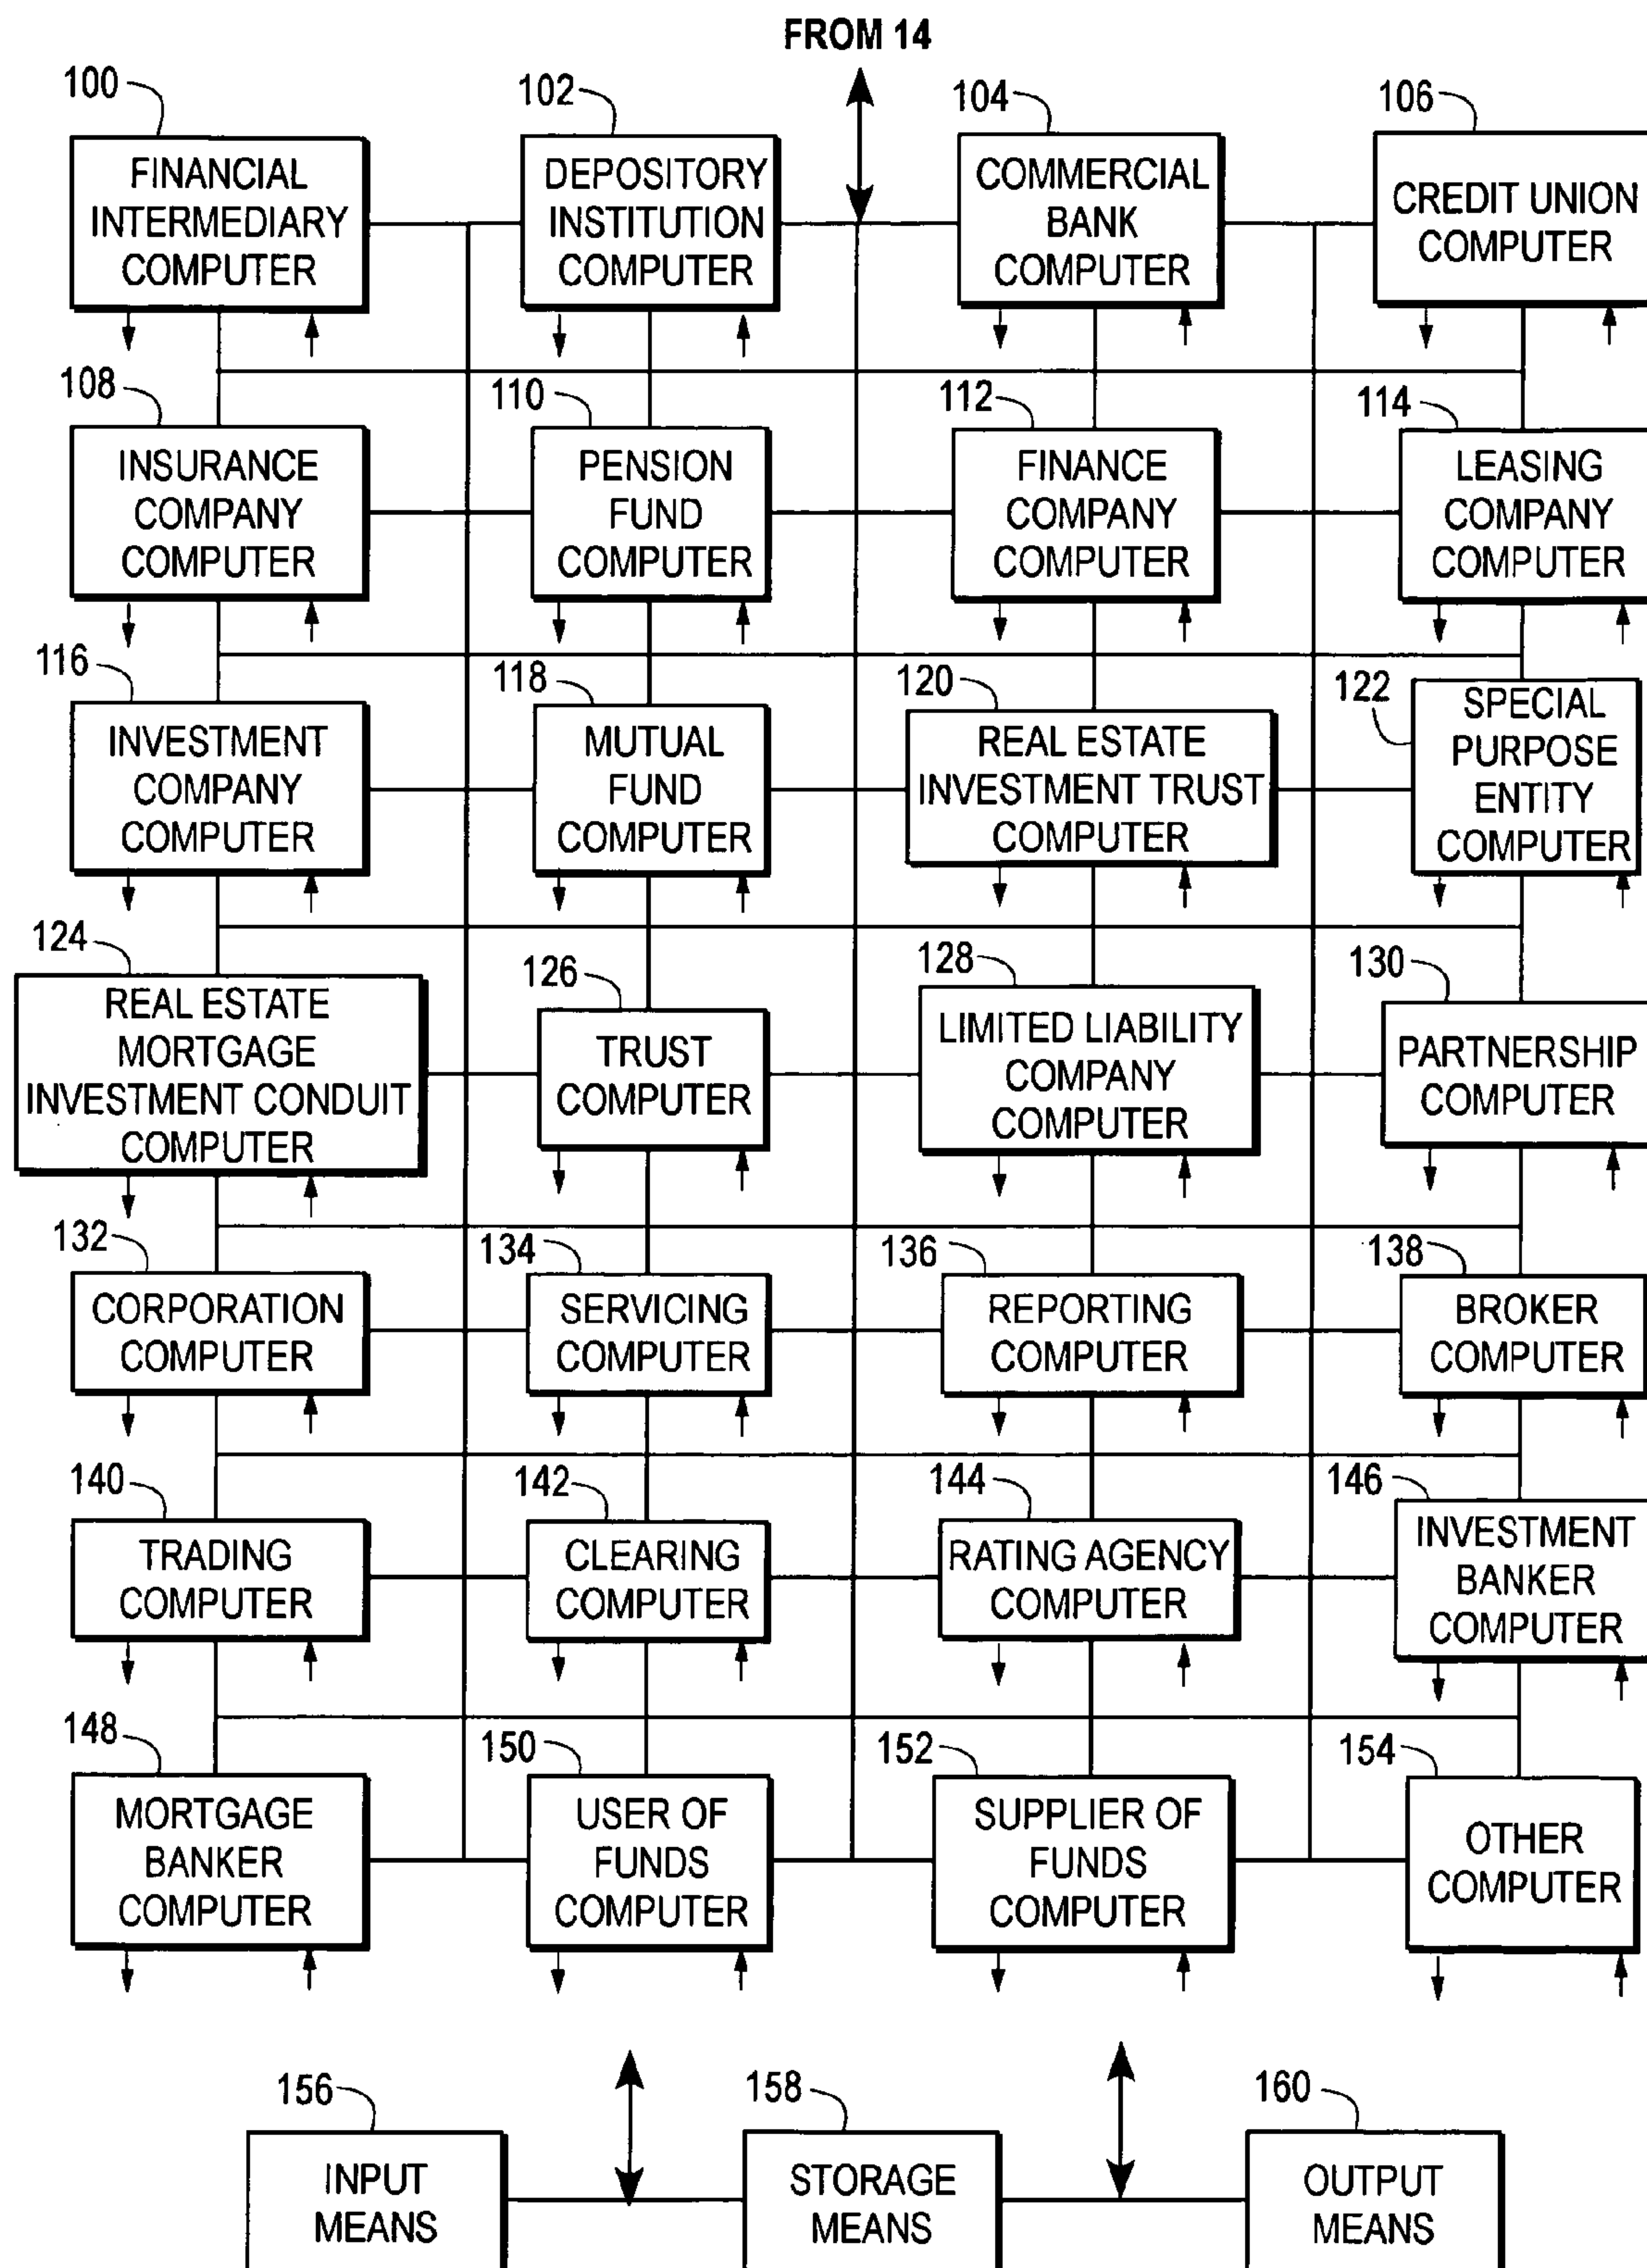 FROM 14
100
102
104
106
FINANCIAL
INTERMEDIARY
COMPUTER
DEPOSITORY
INSTITUTION
COMPUTER
COMMERCIAL
BANK
COMPUTER
CREDIT UNION
COMPUTER
108
110
112
114
INSURANCE
COMPANY
COMPUTER
PENSION
FUND
COMPUTER
FINANCE
COMPANY
COMPUTER
LEASING
COMPANY
COMPUTER
116
118
120
122
INVESTMENT
COMPANY
COMPUTER
MUTUAL
FUND
COMPUTER
REAL ESTATE
INVESTMENT TRUST
COMPUTER
SPECIAL
PURPOSE
ENTITY
COMPUTER
124
126
128
130
REAL ESTATE
MORTGAGE
INVESTMENT CONDUIT
COMPUTER
TRUST
COMPUTER
LIMITED LIABILITY
COMPANY
COMPUTER
PARTNERSHIP
COMPUTER
132
134
136
138
CORPORATION
COMPUTER
SERVICING
COMPUTER
REPORTING
COMPUTER
BROKER
COMPUTER
140
142
144
146
TRADING
COMPUTER
CLEARING
COMPUTER
RATING AGENCY
COMPUTER
INVESTMENT
BANKER
COMPUTER
148
150
152
154
MORTGAGE
BANKER
COMPUTER
USER OF
FUNDS
COMPUTER
SUPPLIER OF
FUNDS
COMPUTER
OTHER
COMPUTER
156
158
160
INPUT
MEANS
STORAGE
MEANS
OUTPUT
MEANS